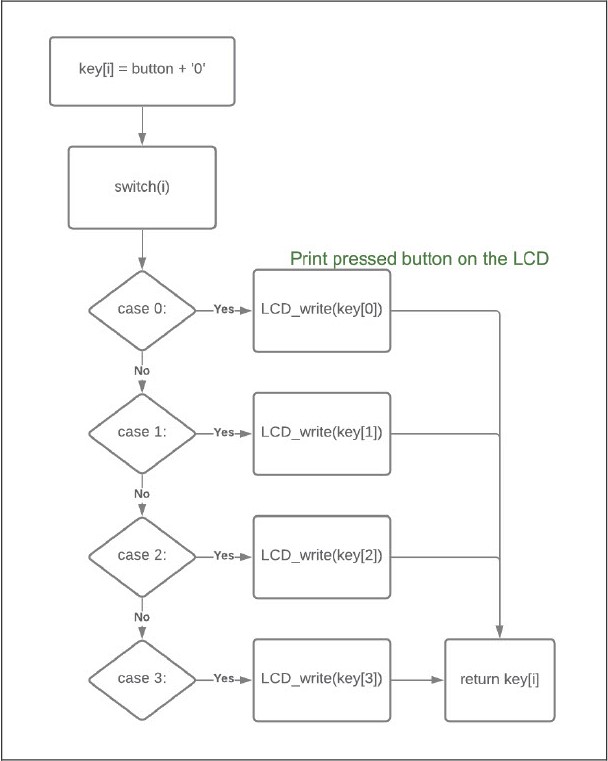 key[i] = button + '0'
switch(i)
Print pressed button on the LCD
case 0:
Yes
LCD_write(key[0])
No
case 1:
Yes
LCD_write(key[1])
No
case 2:
Yes
LCD_write(key[2])
No
case 3:
Yes
LCD_write(key[3])
return key[i]